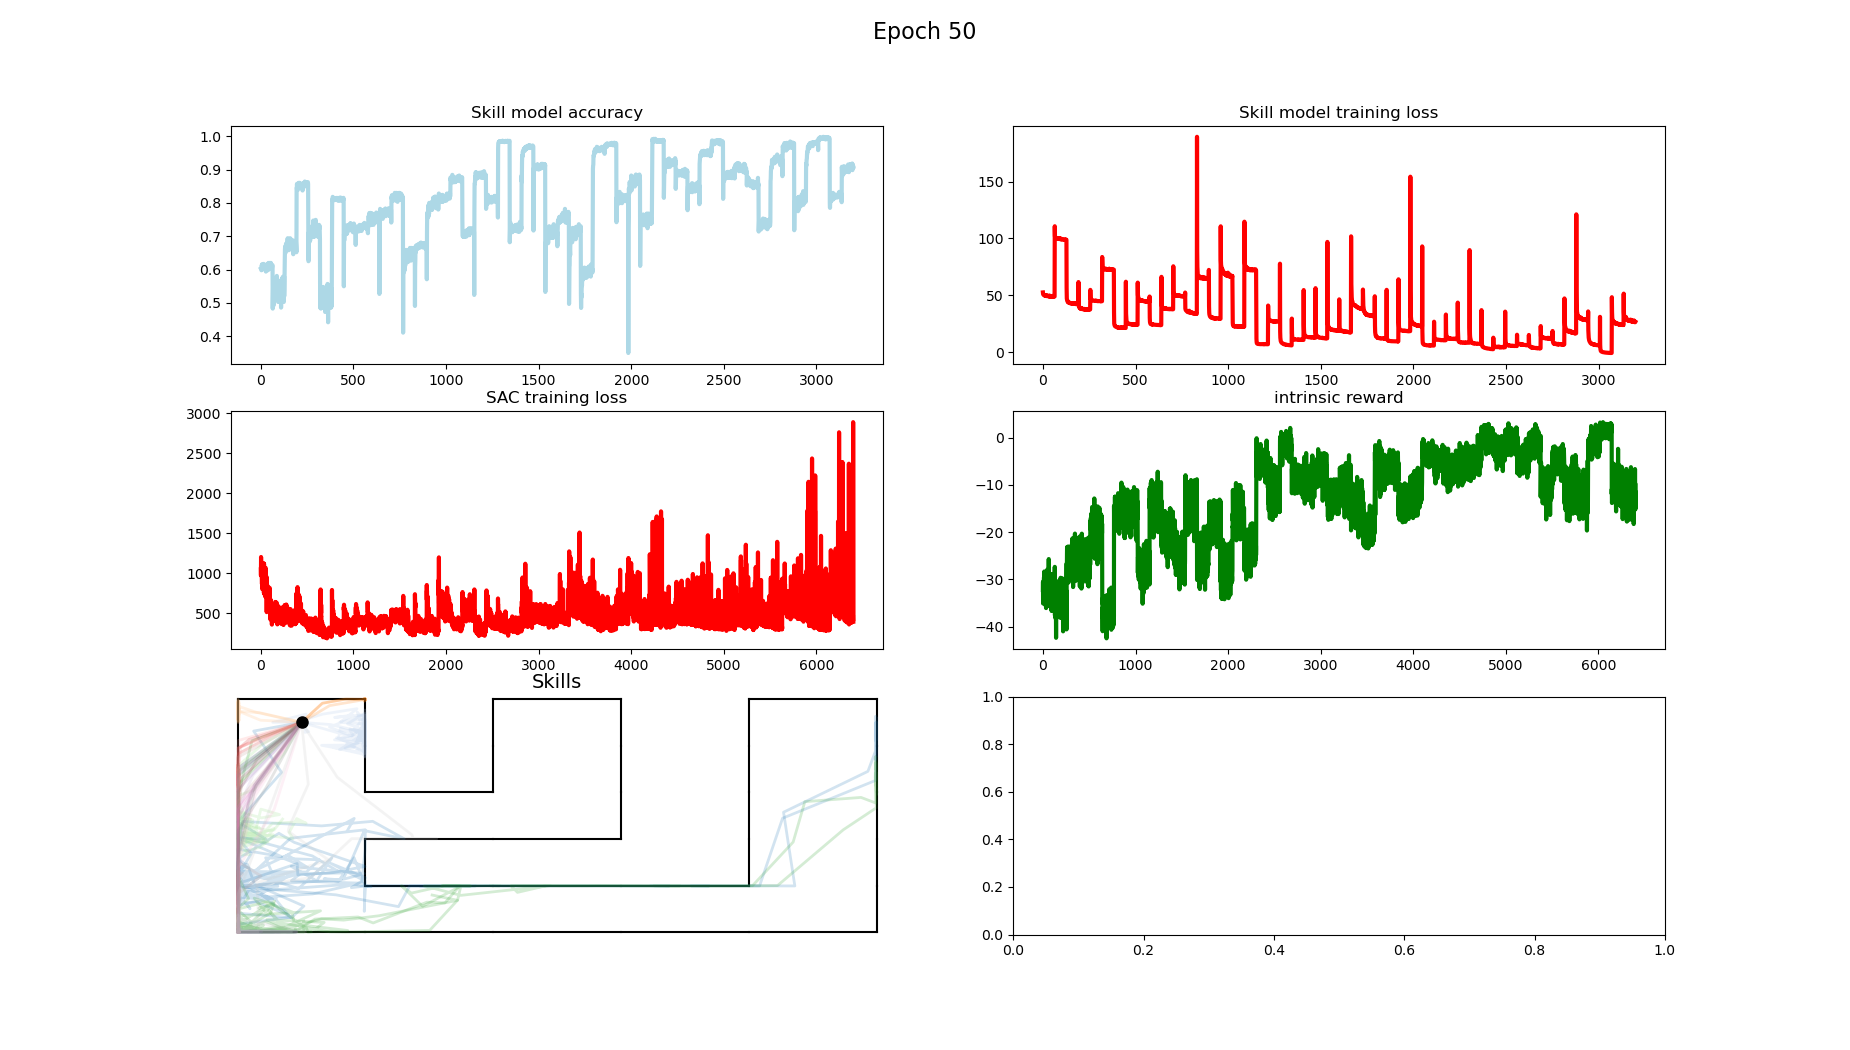 Epoch 50
Skill model accuracy
1.0
0.9
0.8
0.7
0.6
0.5
0.4
0 500 1000 1500 2000 2500 3000
Skill model training loss
150
100
50
0
0 500 1000 1500 2000 2500 3000
SAC training loss
3000
2500
2000
1500
1000
500
0 1000 2000 3000 4000 5000 6000
intrinsic reward
0
−10
−20
−30
−40
0 1000 2000 3000 4000 5000 6000
Skills
1.0
0.8
0.6
0.4
0.2
0.0
0.0 0.2 0.4 0.6 0.8 1.0